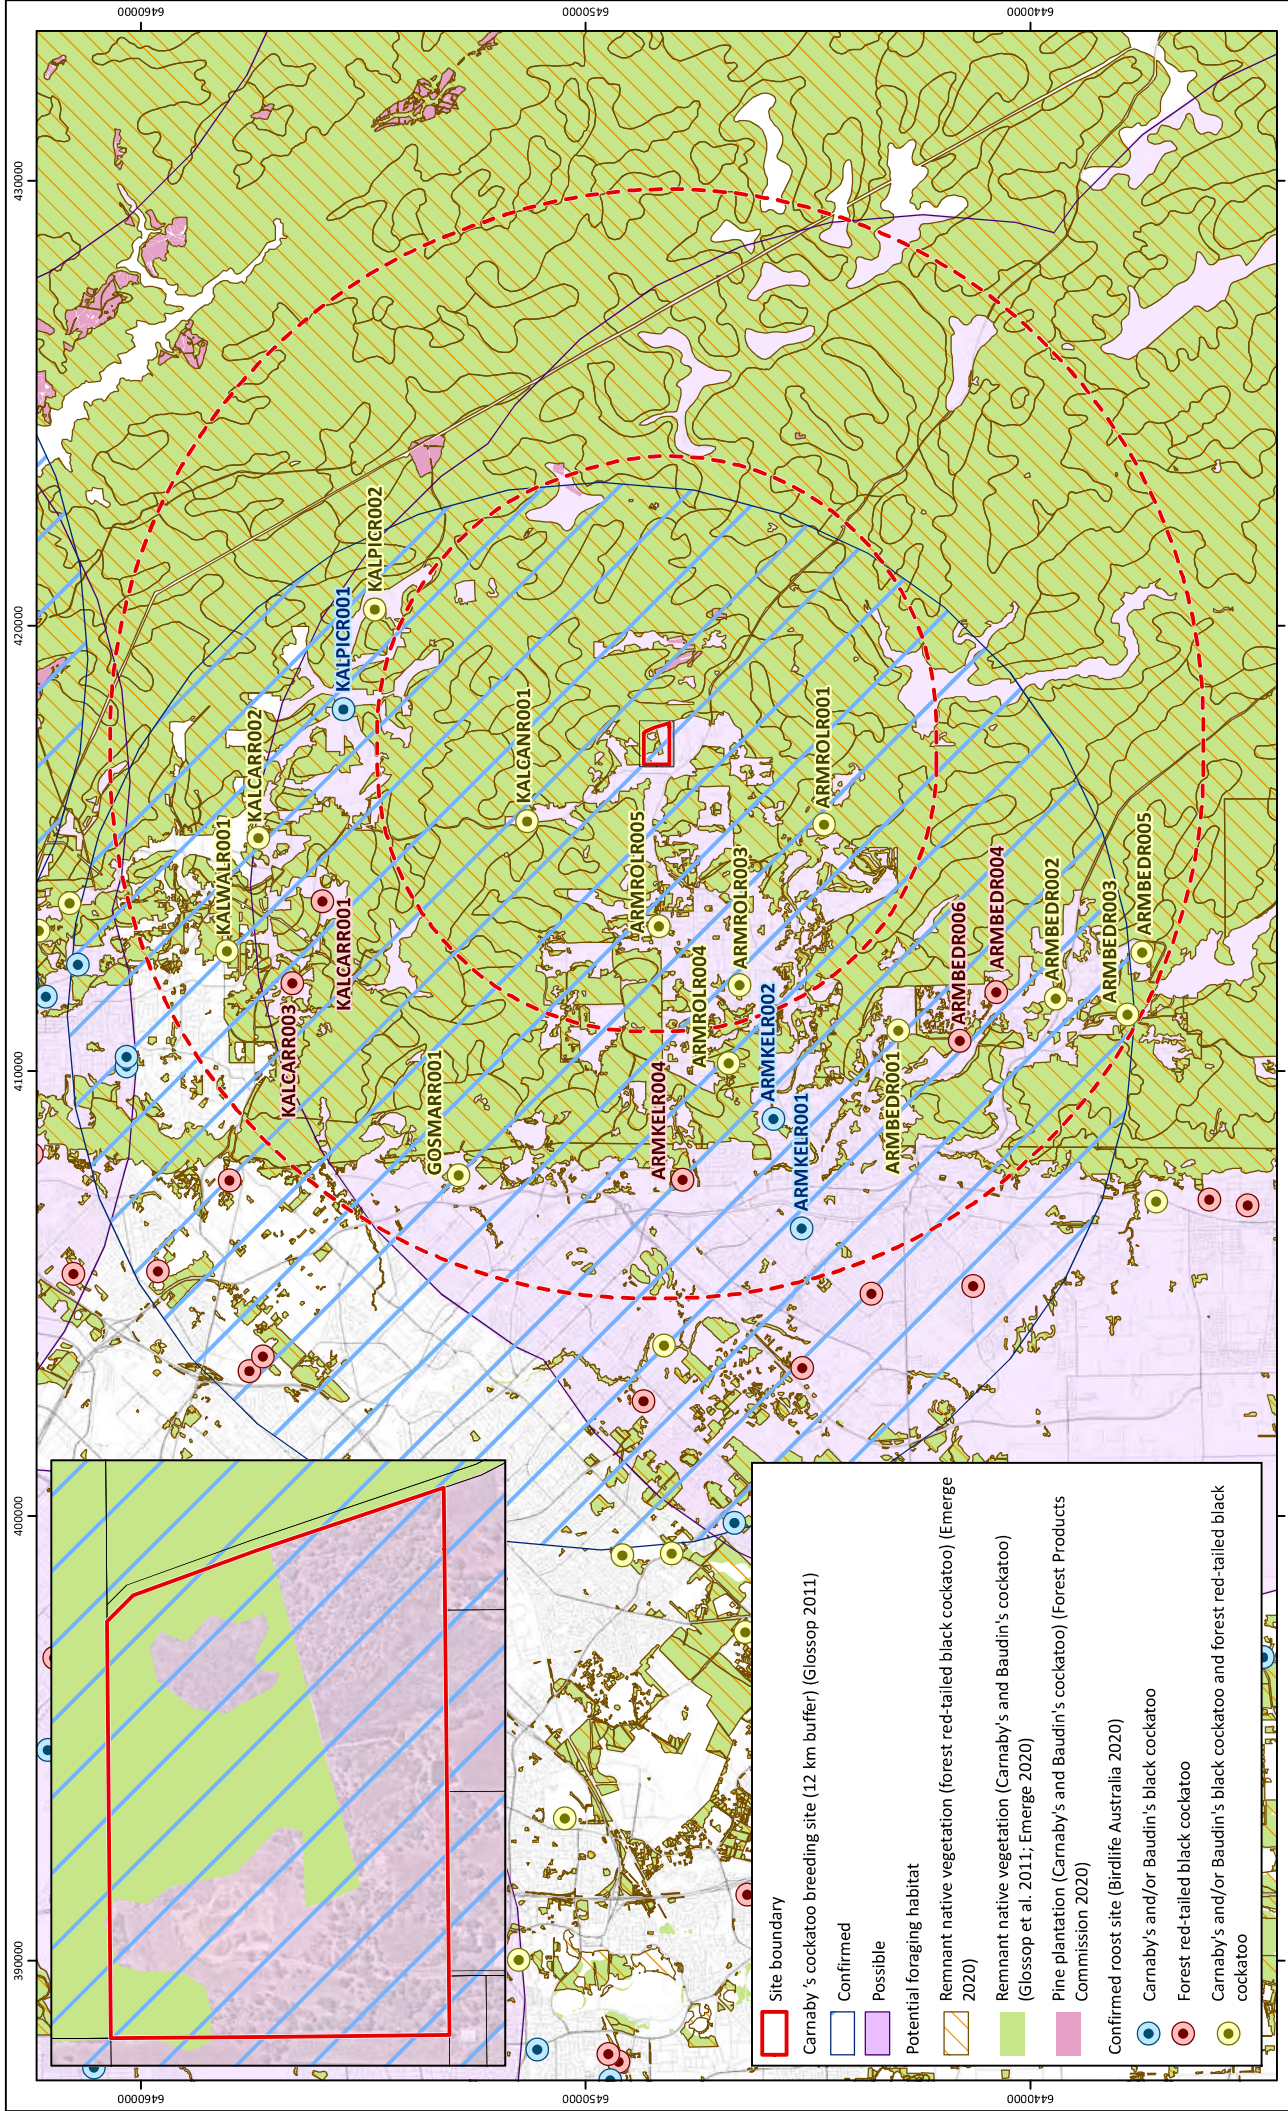 390000
400000
410000
420000
430000
6460000
6460000
6450000
6450000
6440000
6440000
KALWALR001
KALCARR002
KALCARR003
KALCARR001
KALPICR001
KALPICR002
GOSMARR001
KALCANR001
ARMROLR005
ARMKELR004
ARMROLR004
ARMROLR003
ARMKELR002
ARMKELR001
ARMROLR001
ARMBEDR001
ARMBEDR006
ARMBEDR004
ARMBEDR002
ARMBEDR003
ARMBEDR005
Site boundary
Carnaby 's cockatoo breeding site (12 km buffer) (Glossop 2011)
Confirmed
Possible
Potential foraging habitat
Remnant native vegetation (forest red-tailed black cockatoo) (Emerge
2020)
Remnant native vegetation (Carnaby's and Baudin's cockatoo)
(Glossop et al. 2011; Emerge 2020)
Pine plantation (Carnaby's and Baudin's cockatoo) (Forest Products
Commission 2020)
Confirmed roost site (Birdlife Australia 2020)
Carnaby's and/or Baudin's black cockatoo
Forest red-tailed black cockatoo
Carnaby's and/or Baudin's black cockatoo and forest red-tailed black
cockatoo